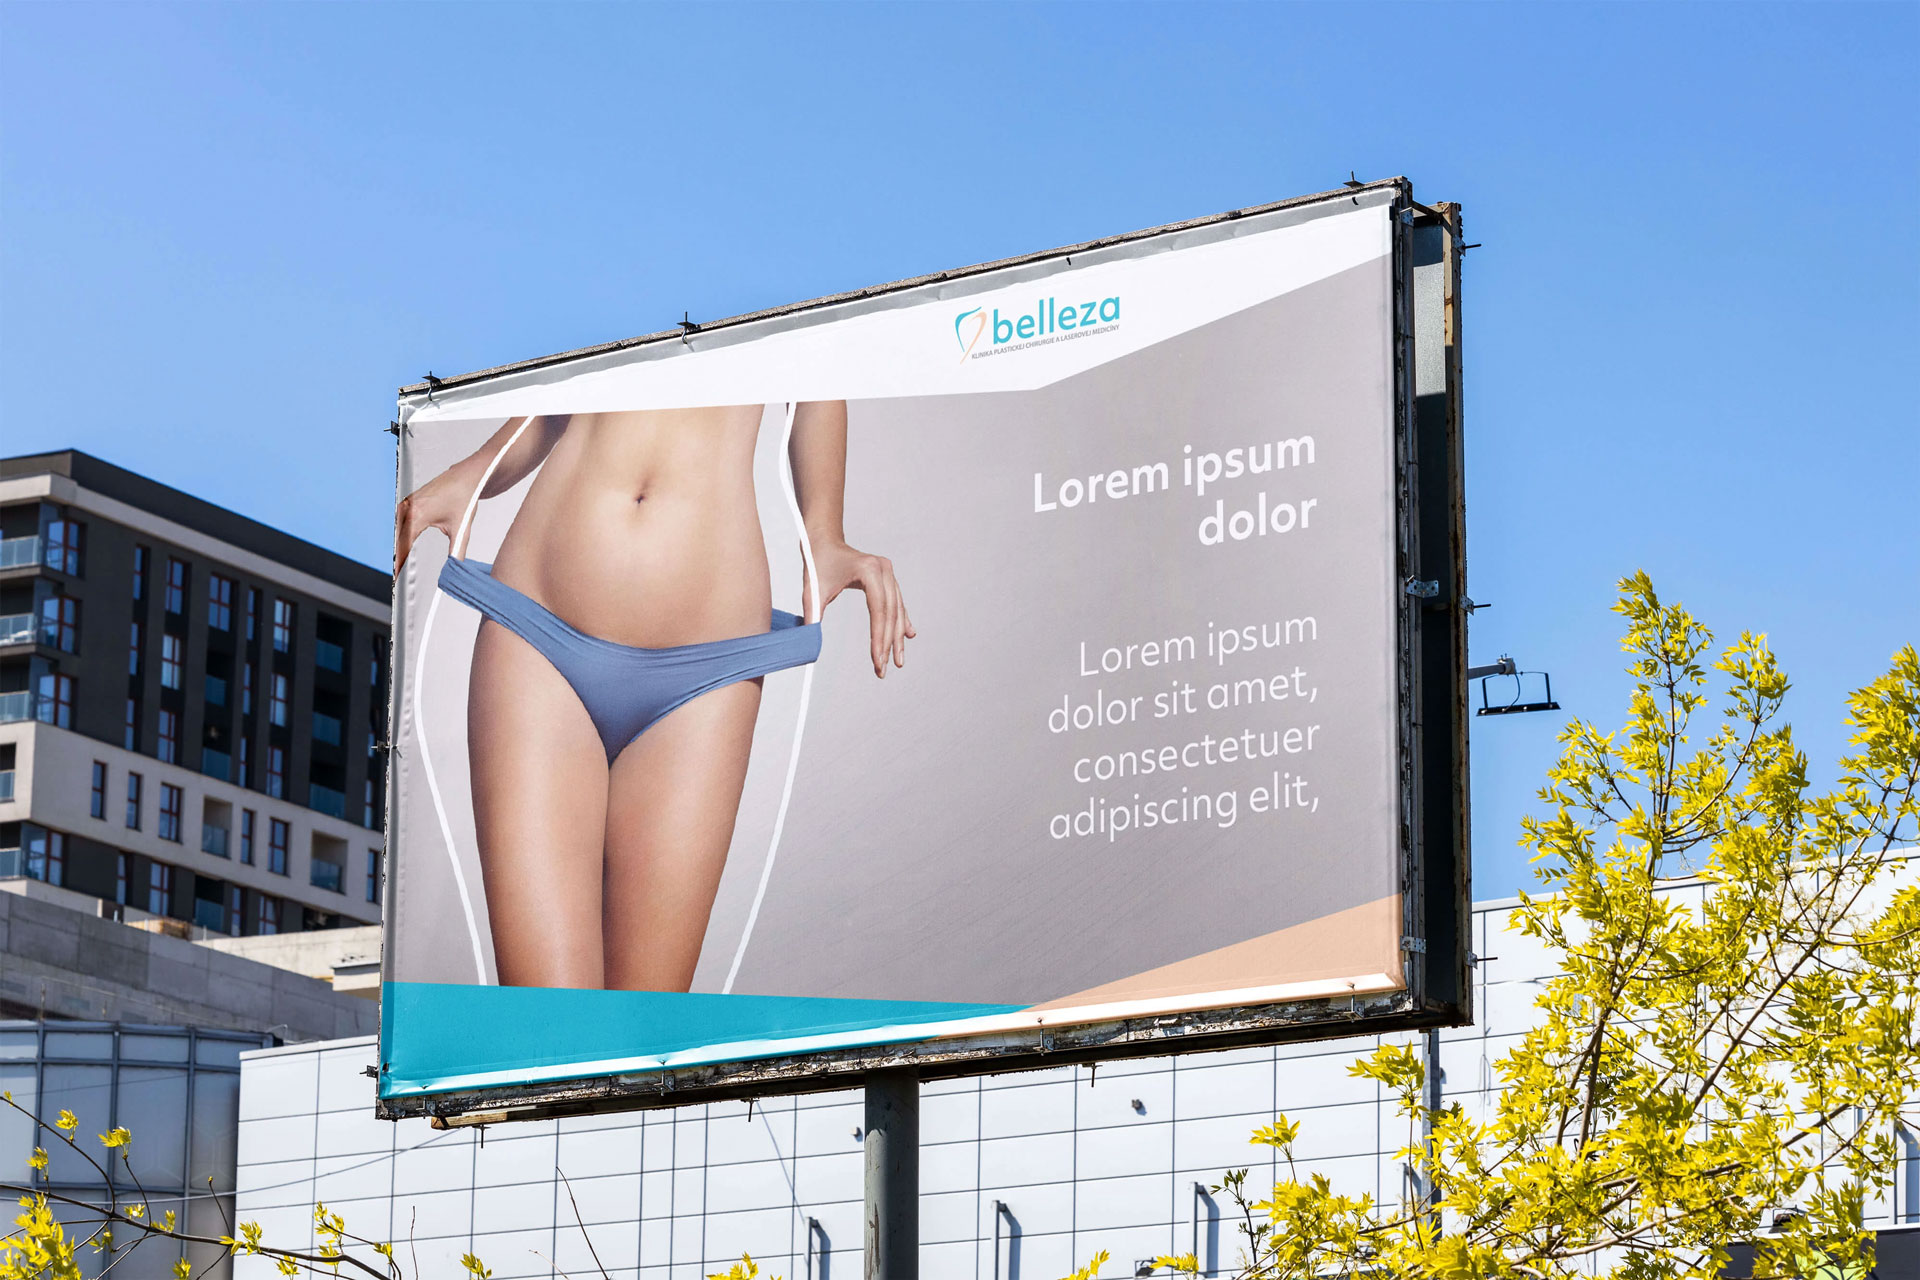 belleza
KLINIKA PLASTICKEJ CHIRURGIE A LASEROVEJ MEDICÍNY
Lorem ipsum
dolor
Lorem ipsum
dolor sit amet,
consectetuer
adipiscing elit,